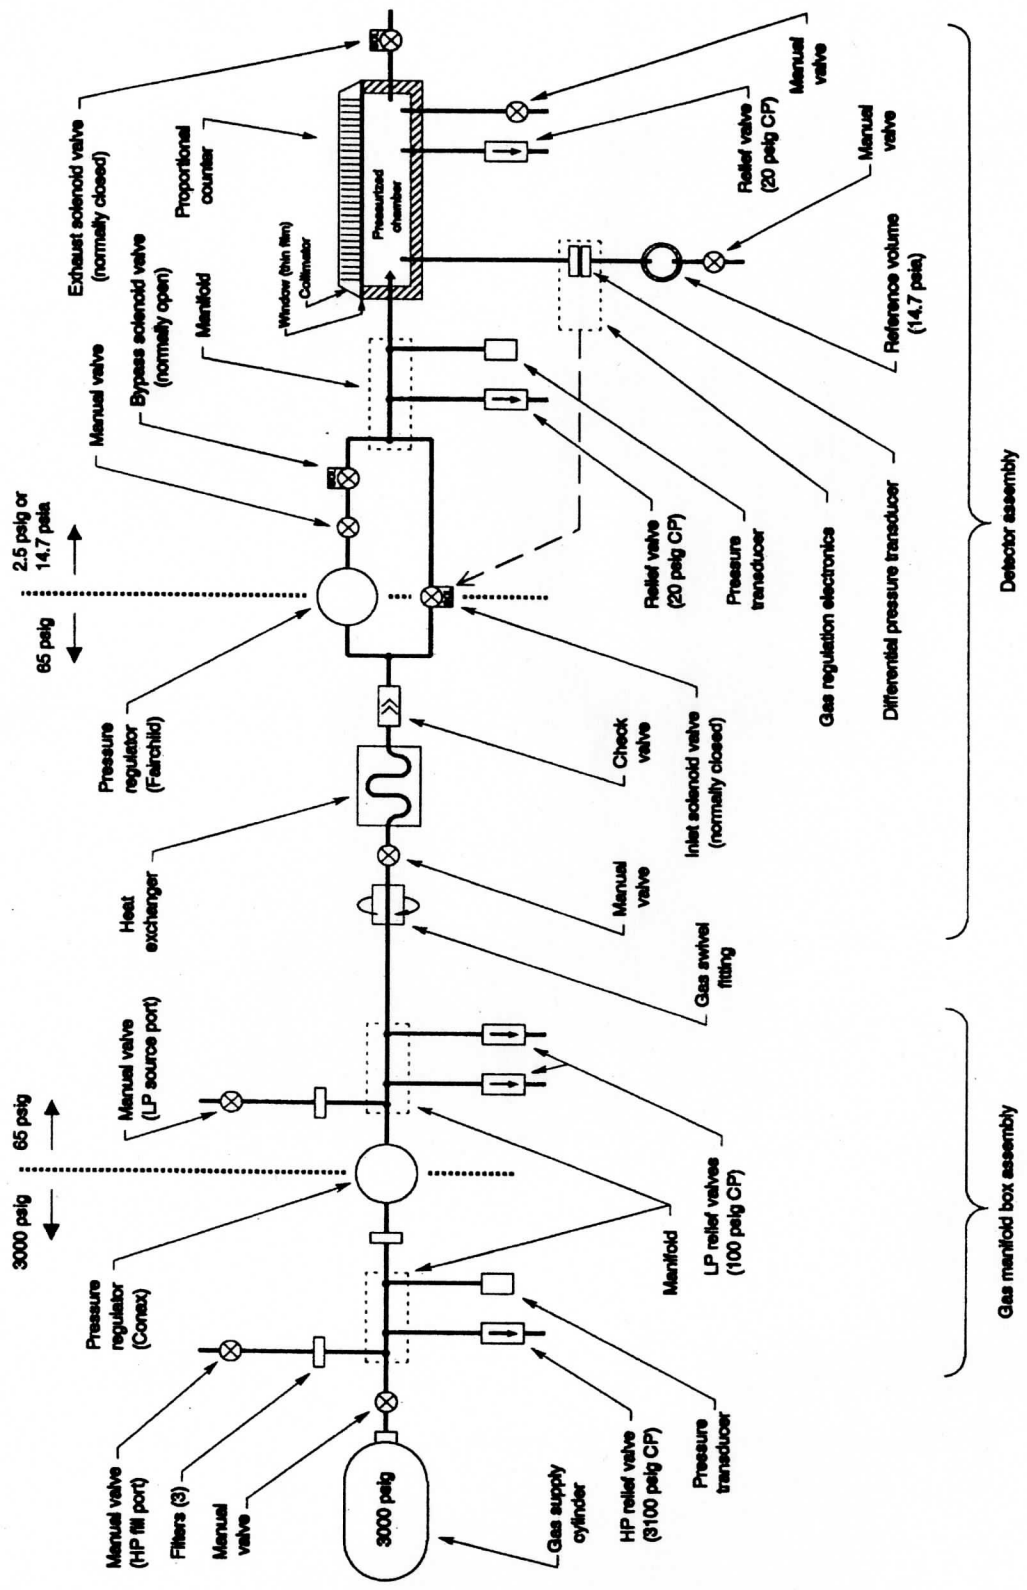 3000 psig
65 psig
65 psig
2.5 psig or
14.7 psia
Manual valve
(HP fill port)
Filters (3)
Manual
valve
Pressure
regulator
(Conax)
Manual valve
(LP source port)
Heat
exchanger
Pressure
regulator
(Fairchild)
Manual valve
Bypass solenoid valve
(normally open)
Manifold
Exhaust solenoid valve
(normally closed)
Proportional
counter
Window (thin film)
Collimator
Pressurized
chamber
3000 psig
Gas supply
cylinder
HP relief valve
(3100 psig CP)
Pressure
transducer
Manifold
LP relief valves
(100 psig CP)
Gas swivel
fitting
Manual
valve
Check
valve
Inlet solenoid valve
(normally closed)
Relief valve
(20 psig CP)
Pressure
transducer
Gas regulation electronics
Differential pressure transducer
Reference volume
(14.7 psia)
Manual
valve
Relief valve
(20 psig CP)
Manual
valve
Gas manifold box assembly
Detector assembly